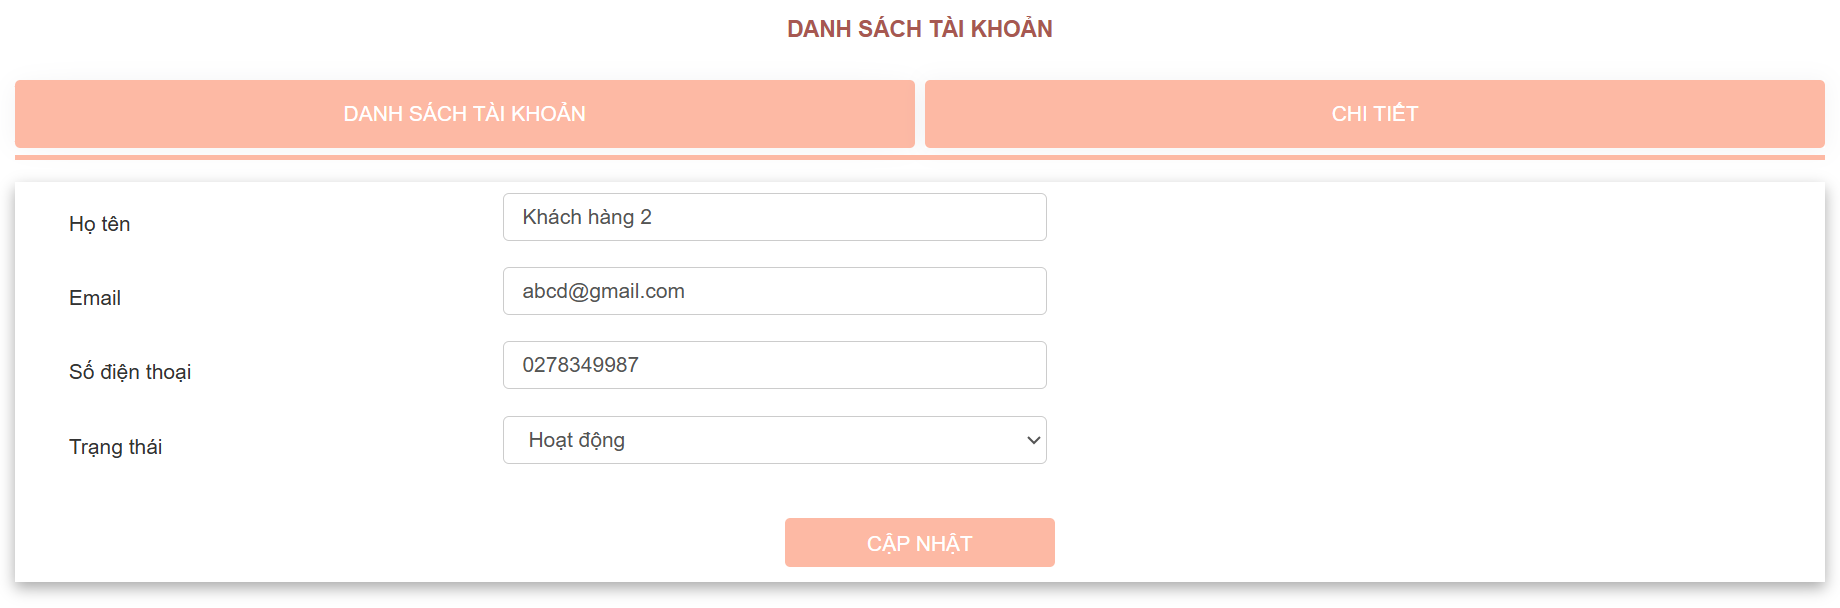 DANH SÁCH TÀI KHOẢN
DANH SÁCH TÀI KHOẢN
CHI TIẾT
Họ tên
Khách hàng 2
Email
abcd@gmail.com
Số điện thoại
0278349987
Trạng thái
Hoạt động
CẬP NHẬT